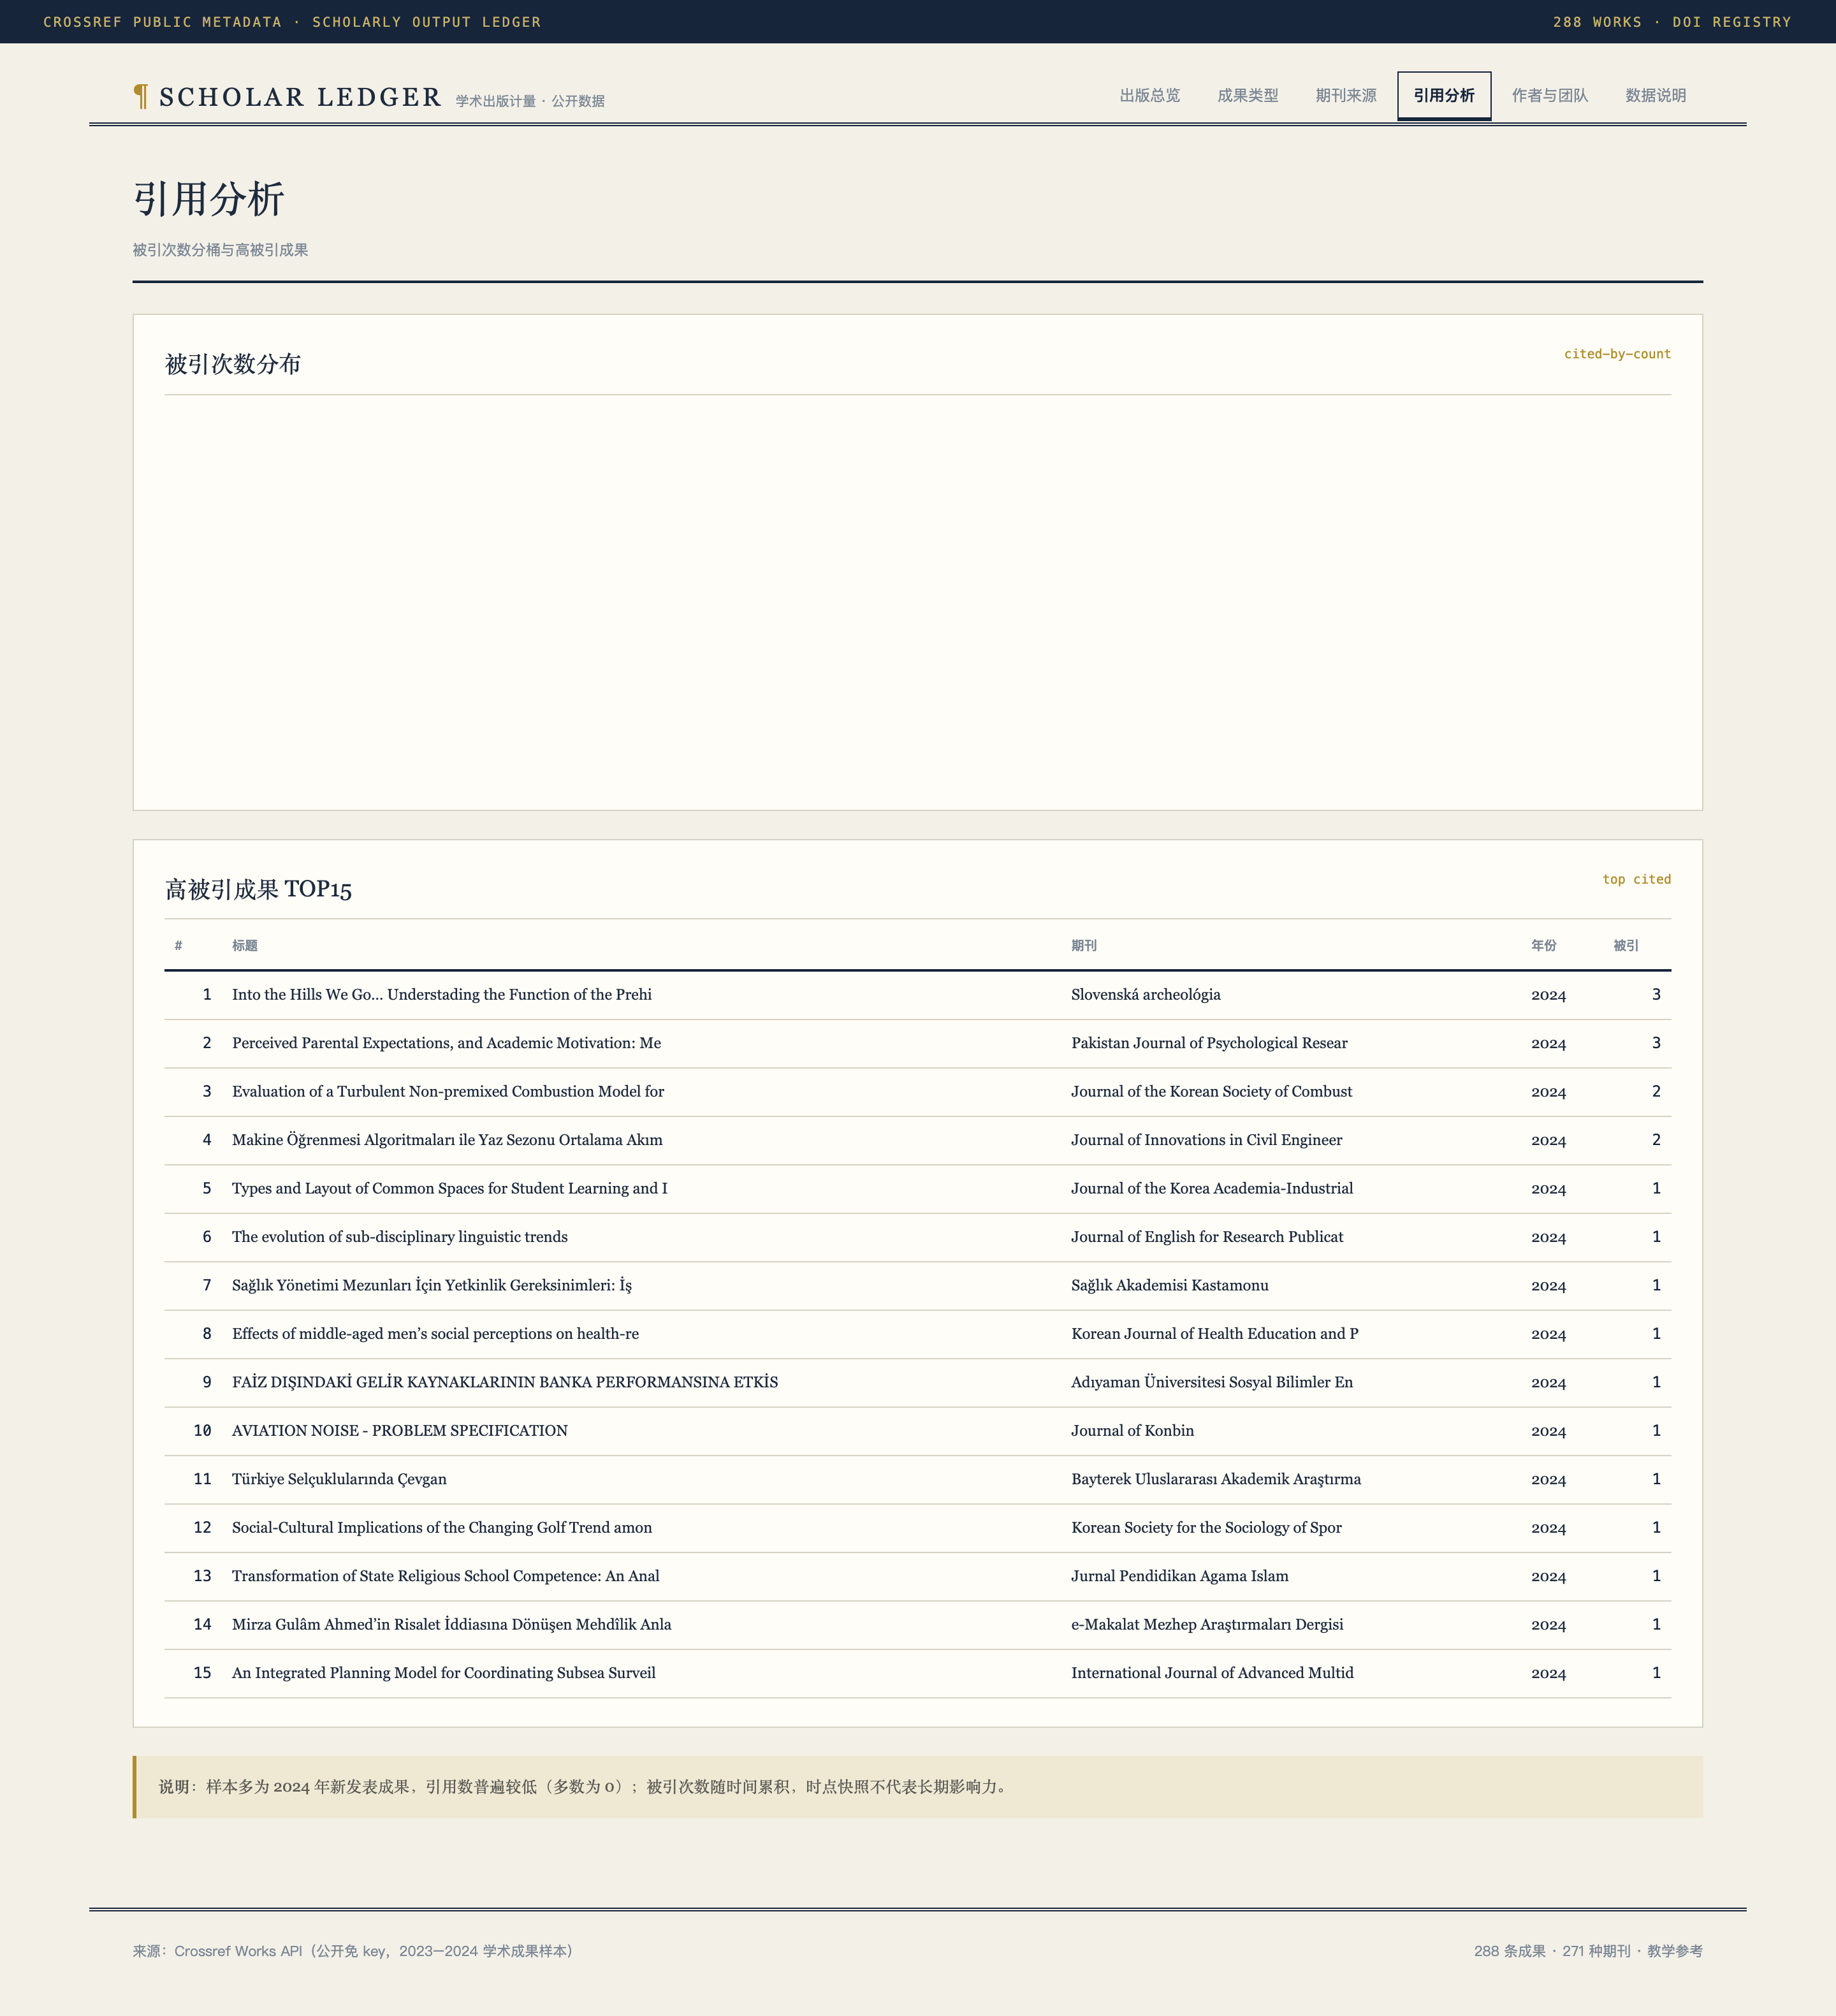 CROSSREF PUBLIC METADATA · SCHOLARLY OUTPUT LEDGER
288 WORKS · DOI REGISTRY
¶ SCHOLAR LEDGER 学术出版计量 · 公开数据
出版总览 成果类型 期刊来源 引用分析 作者与团队 数据说明
引用分析
被引次数分桶与高被引成果
被引次数分布
cited-by-count
高被引成果 TOP15
top cited
# 标题 期刊 年份 被引
1 Into the Hills We Go... Understading the Function of the Prehi Slovenská archeológia 2024 3
2 Perceived Parental Expectations, and Academic Motivation: Me Pakistan Journal of Psychological Resear 2024 3
3 Evaluation of a Turbulent Non-premixed Combustion Model for Journal of the Korean Society of Combust 2024 2
4 Makine Öğrenmesi Algoritmaları ile Yaz Sezonu Ortalama Akım Journal of Innovations in Civil Engineer 2024 2
5 Types and Layout of Common Spaces for Student Learning and I Journal of the Korea Academia-Industrial 2024 1
6 The evolution of sub-disciplinary linguistic trends Journal of English for Research Publicat 2024 1
7 Sağlık Yönetimi Mezunları İçin Yetkinlik Gereksinimleri: İş Sağlık Akademisi Kastamonu 2024 1
8 Effects of middle-aged men’s social perceptions on health-re Korean Journal of Health Education and P 2024 1
9 FAİZ DIŞINDAKİ GELİR KAYNAKLARININ BANKA PERFORMANSINA ETKİS Adıyaman Üniversitesi Sosyal Bilimler En 2024 1
10 AVIATION NOISE - PROBLEM SPECIFICATION Journal of Konbin 2024 1
11 Türkiye Selçuklularında Çevgan Bayterek Uluslararası Akademik Araştırma 2024 1
12 Social-Cultural Implications of the Changing Golf Trend amon Korean Society for the Sociology of Spor 2024 1
13 Transformation of State Religious School Competence: An Anal Jurnal Pendidikan Agama Islam 2024 1
14 Mirza Gulâm Ahmed’in Risalet İddiasına Dönüşen Mehdîlik Anla e-Makalat Mezhep Araştırmaları Dergisi 2024 1
15 An Integrated Planning Model for Coordinating Subsea Surveil International Journal of Advanced Multid 2024 1
说明：样本多为 2024 年新发表成果，引用数普遍较低（多数为 0）；被引次数随时间累积，时点快照不代表长期影响力。
来源：Crossref Works API（公开免 key，2023—2024 学术成果样本）
288 条成果 · 271 种期刊 · 教学参考